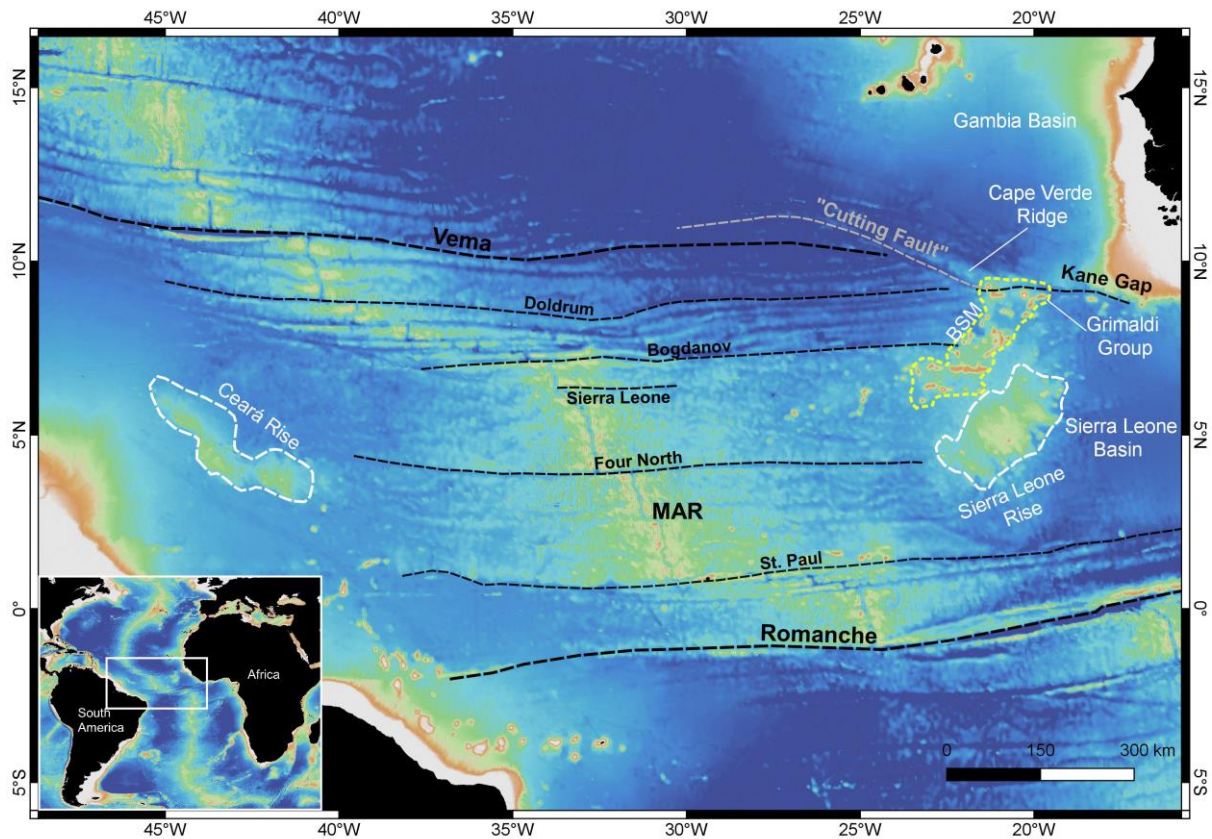 45°W
40°W
35°W
30°W
25°W
20°W
15°N
15°N
Gambia Basin
Cape Verde
Ridge
"Cutting Fault"
Vema
10°N
10°N
Kane Gap
Doldrum
BSM
Grimaldi
Group
Bogdanov
Sierra Leone
Ceará Rise
5°N
5°N
Sierra Leone
Basin
Four North
Sierra Leone
Rise
MAR
St. Paul
0°
0°
Romanche
Africa
South
America
0
150
300 km
5°S
5°S
45°W
40°W
35°W
30°W
25°W
20°W